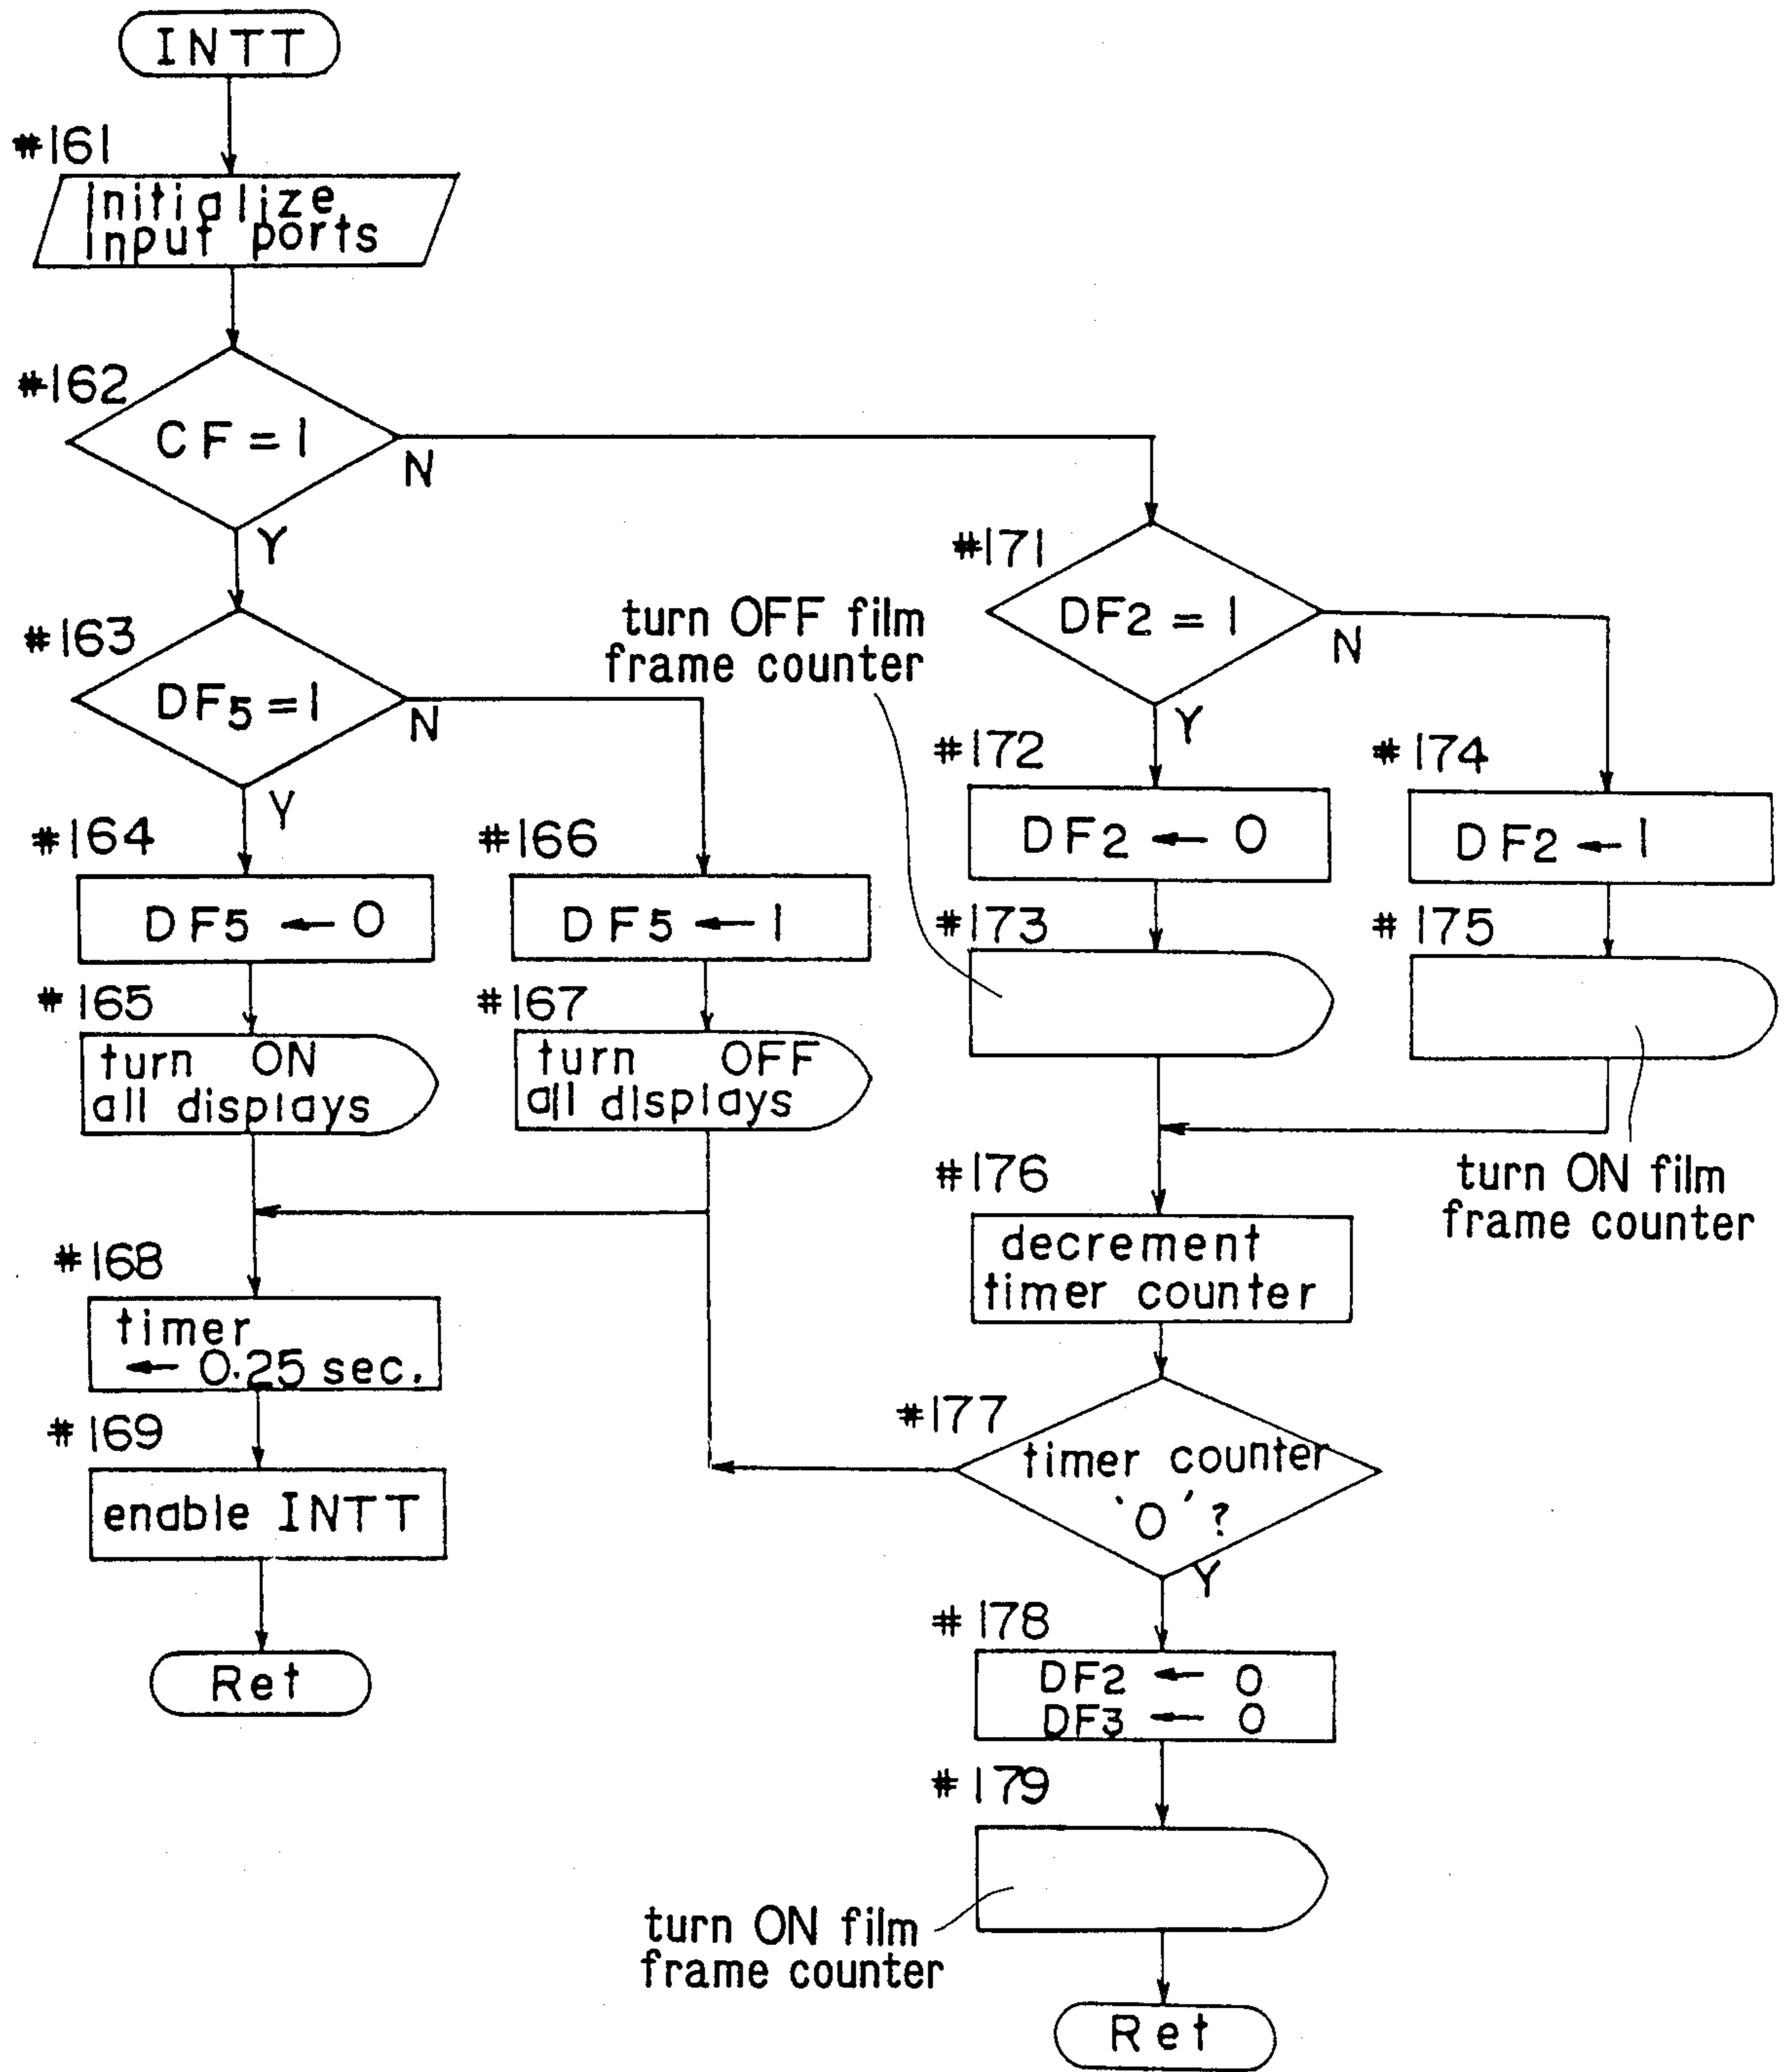 INTT
#161
Initialize
Input ports
#162
CF = 1
N
Y
#163
DF5 = 1
N
Y
#164
DF5 ← 0
#165
turn ON
all displays
#166
DF5 ← 1
#167
turn OFF
all displays
#168
timer
← 0.25 sec.
#169
enable INTT
Ret
#171
DF2 = 1
N
Y
turn OFF film
frame counter
#172
DF2 ← 0
#173
#174
DF2 ← 1
#175
turn ON film
frame counter
#176
decrement
timer counter
#177
timer counter
'0'?
Y
#178
DF2 ← 0
DF3 ← 0
#179
turn ON film
frame counter
Ret